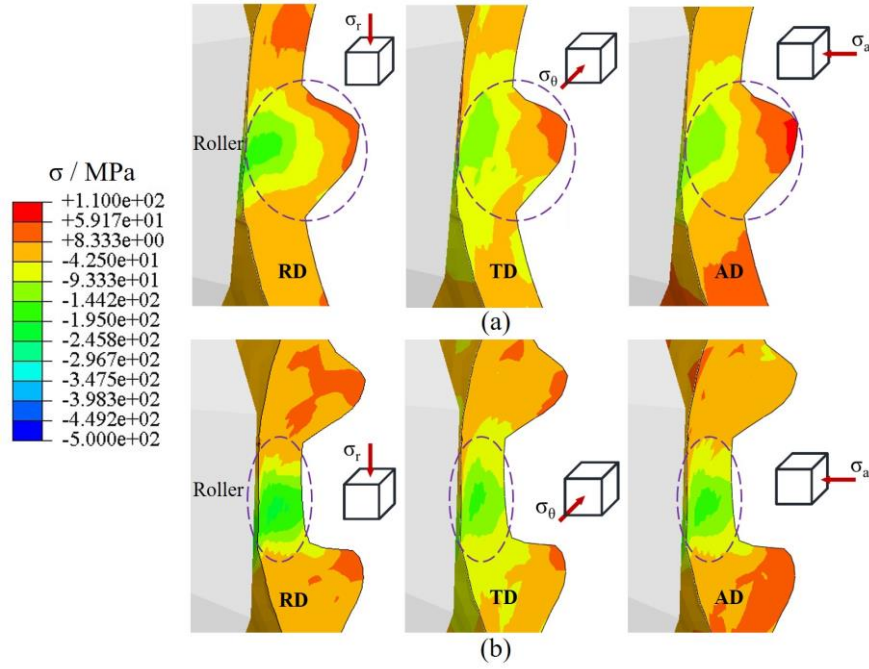 σr
σθ
σa
Roller
σ / MPa
+1.100e+02
+5.917e+01
+8.333e+00
-4.250e+01
-9.333e+01
-1.442e+02
-1.950e+02
-2.458e+02
-2.967e+02
-3.475e+02
-3.983e+02
-4.492e+02
-5.000e+02
RD
TD
AD
(a)
σr
σθ
σa
Roller
RD
TD
AD
(b)